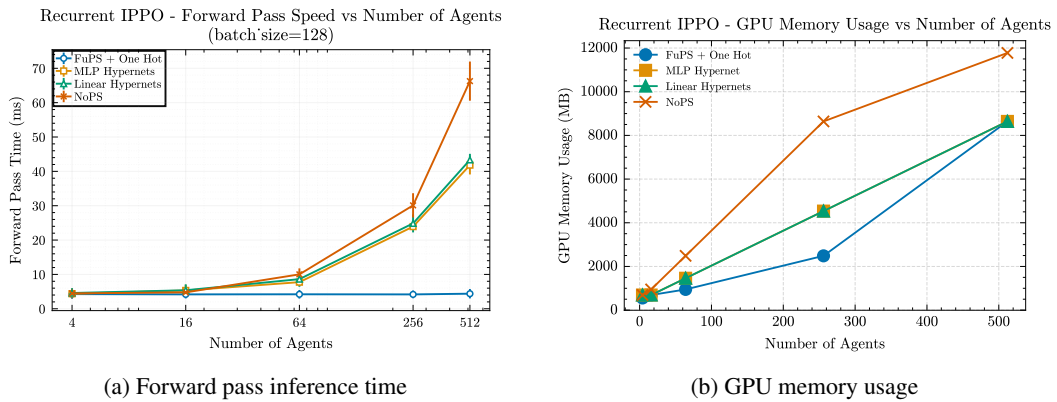 Recurrent IPPO - Forward Pass Speed vs Number of Agents
(batch˙size=128)
FuPS + One Hot
MLP Hypernets
Linear Hypernets
NoPS
70
60
50
40
30
20
10
0
Forward Pass Time (ms)
4 16 64 256 512
Number of Agents
(a) Forward pass inference time
Recurrent IPPO - GPU Memory Usage vs Number of Agents
FuPS + One Hot
MLP Hypernet
Linear Hypernets
NoPS
12000
10000
8000
6000
4000
2000
0
GPU Memory Usage (MB)
0 100 200 300 400 500
Number of Agents
(b) GPU memory usage